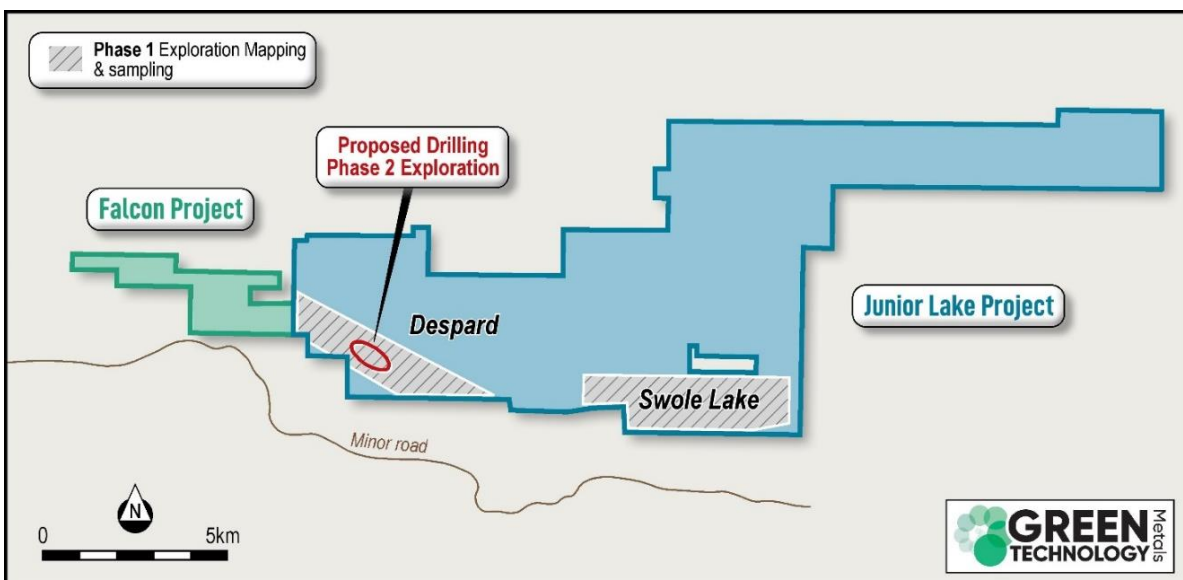 Phase 1 Exploration Mapping
& sampling
Proposed Drilling
Phase 2 Exploration
Falcon Project
Despard
Junior Lake Project
Swole Lake
Minor road
N
0 5km
GREEN
TECHNOLOGY
Metals